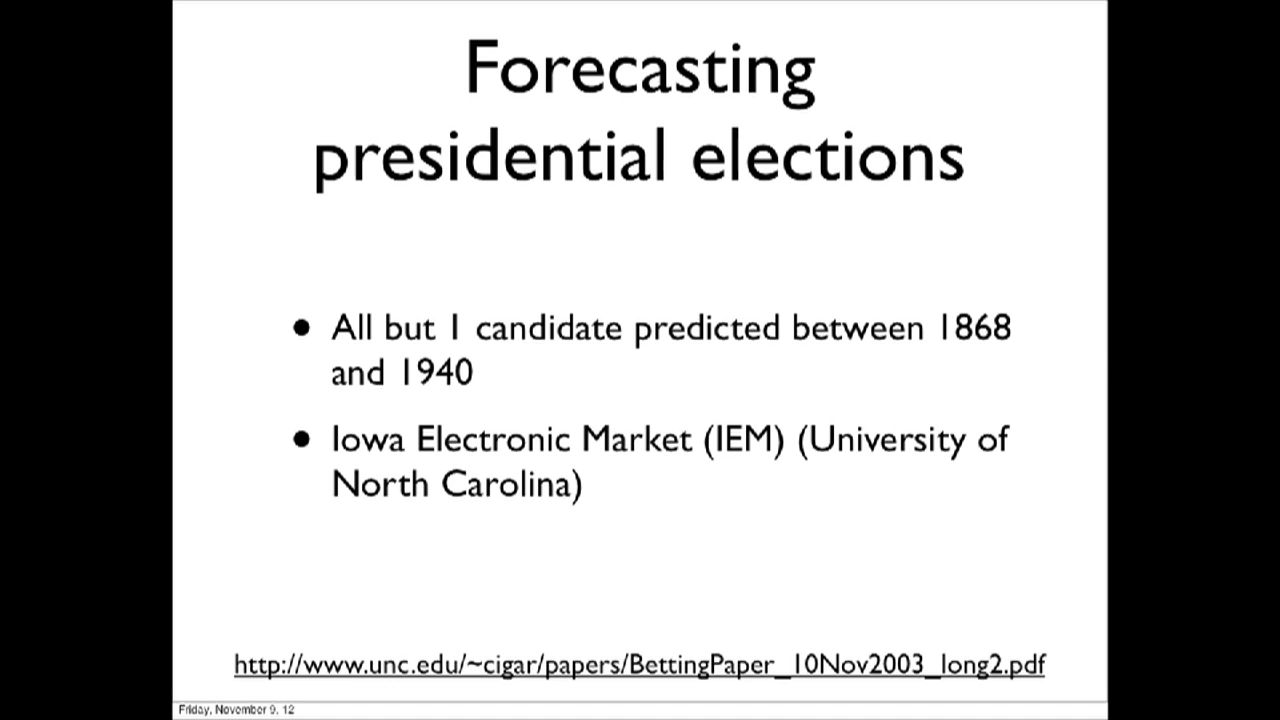 Forecasting
presidential elections
• All but 1 candidate predicted between 1868
and 1940
• Iowa Electronic Market (IEM) (University of
North Carolina)
http://www.unc.edu/~cigar/papers/BettingPaper_10Nov2003_long2.pdf
Friday, November 9, 12